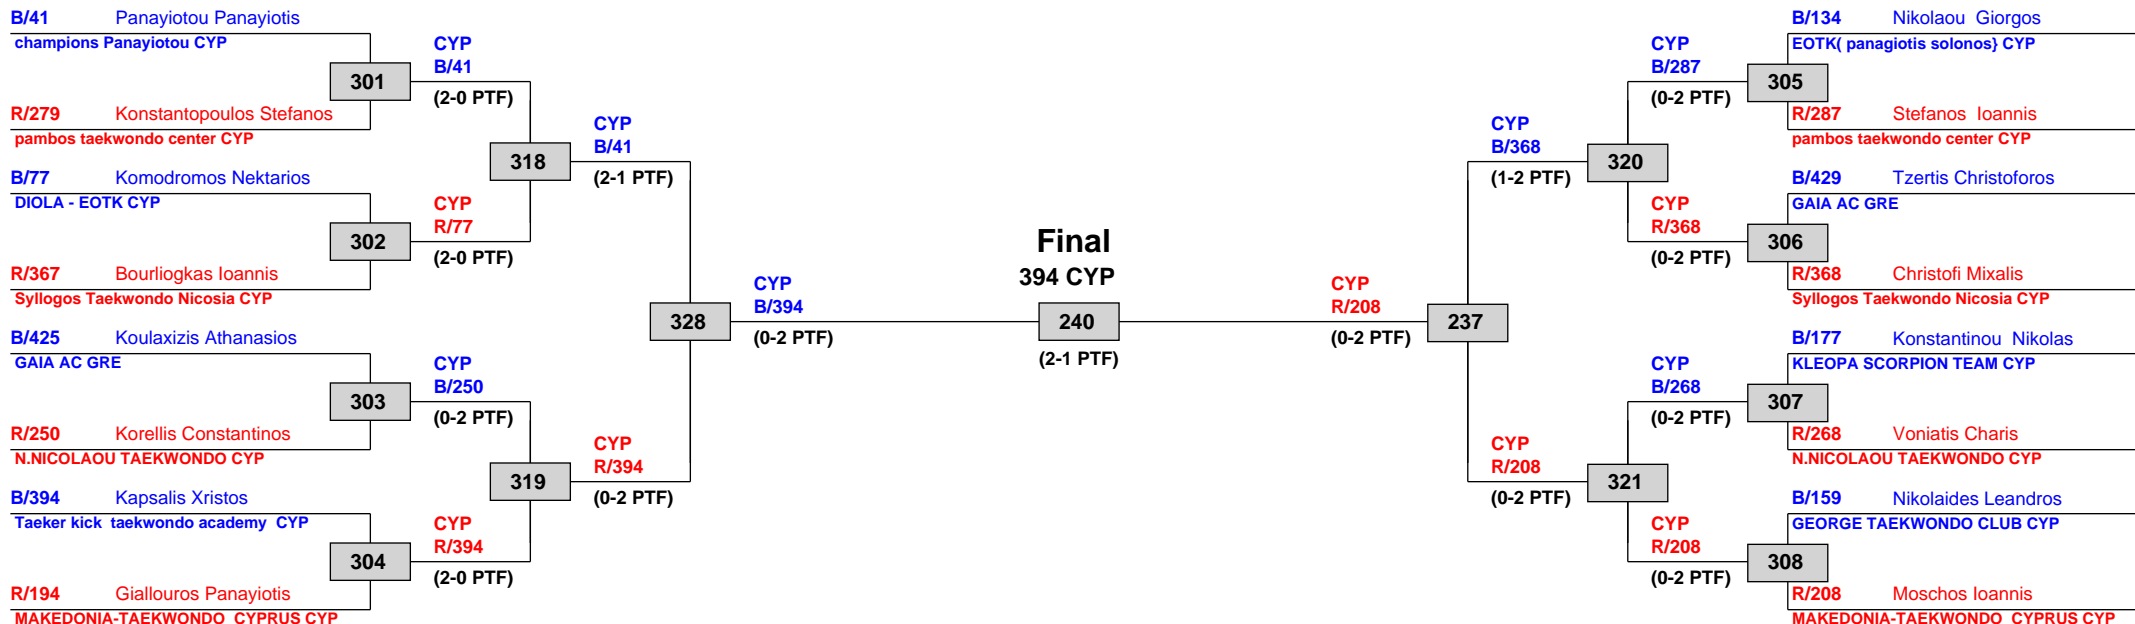 B/41 Panayiotou Panayiotis
champions Panayiotou CYP
301
R/279 Konstantopoulos Stefanos
pambos taekwondo center CYP
B/77 Komodromos Nektarios
DIOLA - EOTK CYP
302
R/367 Bourliogkas Ioannis
Syllogos Taekwondo Nicosia CYP
B/425 Koulaxizis Athanasios
GAIA AC GRE
303
R/250 Korellis Constantinos
N.NICOLAOU TAEKWONDO CYP
B/394 Kapsalis Xristos
Taeker kick taekwondo academy CYP
304
R/194 Giallouros Panayiotis
MAKEDONIA-TAEKWONDO CYPRUS CYP
CYP
B/41
(2-0 PTF)
318
CYP
R/77
(2-0 PTF)
CYP
B/250
(0-2 PTF)
319
CYP
R/394
(2-0 PTF)
CYP
B/41
(2-1 PTF)
328
CYP
R/394
(0-2 PTF)
CYP
B/394
(0-2 PTF)
Final
394 CYP
240
(2-1 PTF)
CYP
R/208
(0-2 PTF)
237
CYP
B/368
(1-2 PTF)
320
CYP
R/208
(0-2 PTF)
321
CYP
B/287
(0-2 PTF)
CYP
R/368
(0-2 PTF)
CYP
B/268
(0-2 PTF)
CYP
R/208
(0-2 PTF)
B/134 Nikolaou Giorgos
EOTK( panagiotis solonos} CYP
305
R/287 Stefanos Ioannis
pambos taekwondo center CYP
B/429 Tzertis Christoforos
GAIA AC GRE
306
R/368 Christofi Mixalis
Syllogos Taekwondo Nicosia CYP
B/177 Konstantinou Nikolas
KLEOPA SCORPION TEAM CYP
307
R/268 Voniatis Charis
N.NICOLAOU TAEKWONDO CYP
B/159 Nikolaides Leandros
GEORGE TAEKWONDO CLUB CYP
308
R/208 Moschos Ioannis
MAKEDONIA-TAEKWONDO CYPRUS CYP